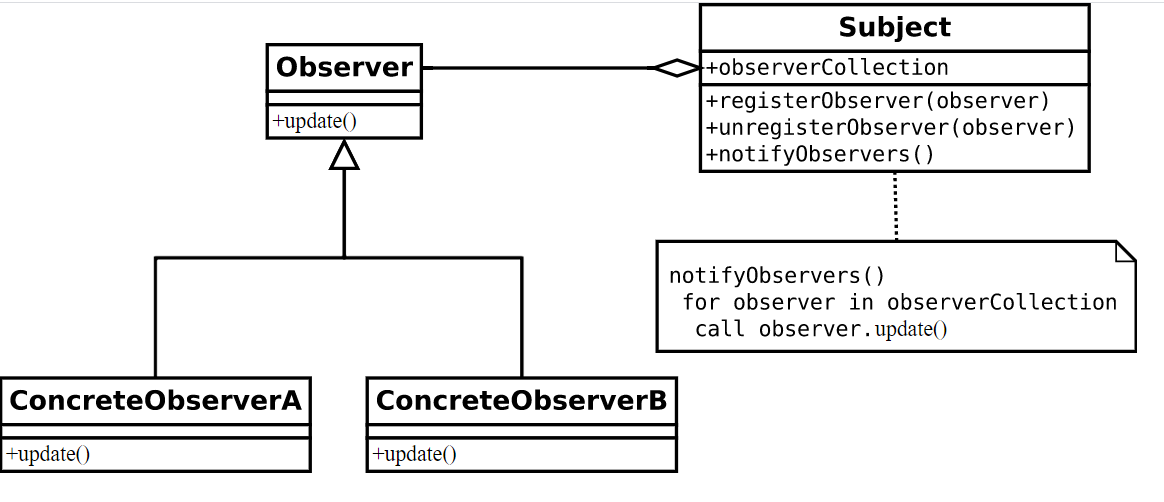 Subject
Observer
+observerCollection
+registerObserver(observer)
+update()
+unregisterObserver(observer)
+notifyObservers()
notifyObservers()
for observer in observerCollection
call observer.update()
ConcreteObserverA
ConcreteObserverB
+update()
+update()